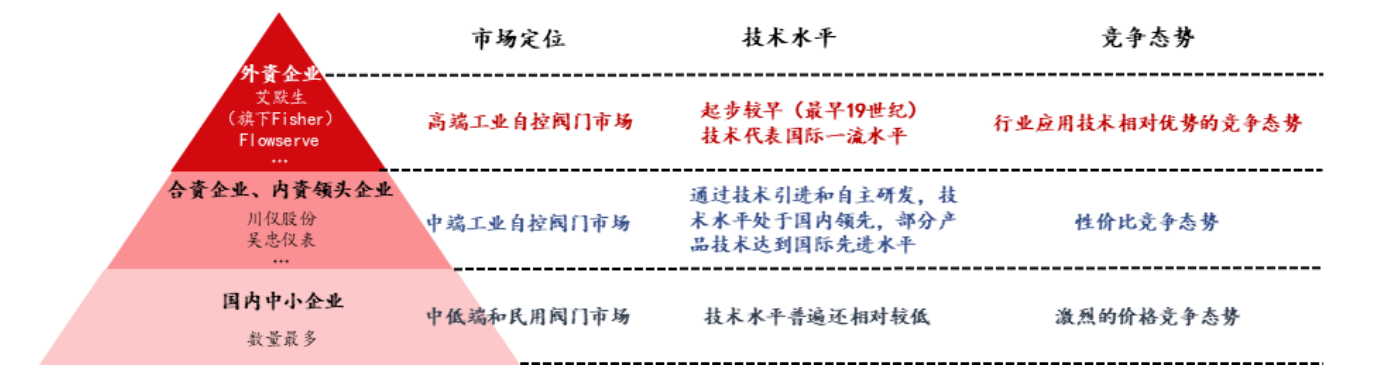 市场定位
技术水平
竞争态势
外资企业
艾默生
（旗下Fisher）
Flowserve
…
高端工业自控阀门市场
起步较早（最早19世纪）
技术代表国际一流水平
行业应用技术相对优势的竞争态势
合资企业、内资领头企业
川仪股份
吴忠仪表
…
中端工业自控阀门市场
通过技术引进和自主研发，技
术水平处于国内领先，部分产
品技术达到国际先进水平
性价比竞争态势
国内中小企业
数量最多
中低端和民用阀门市场
技术水平普遍还相对较低
激烈的价格竞争态势